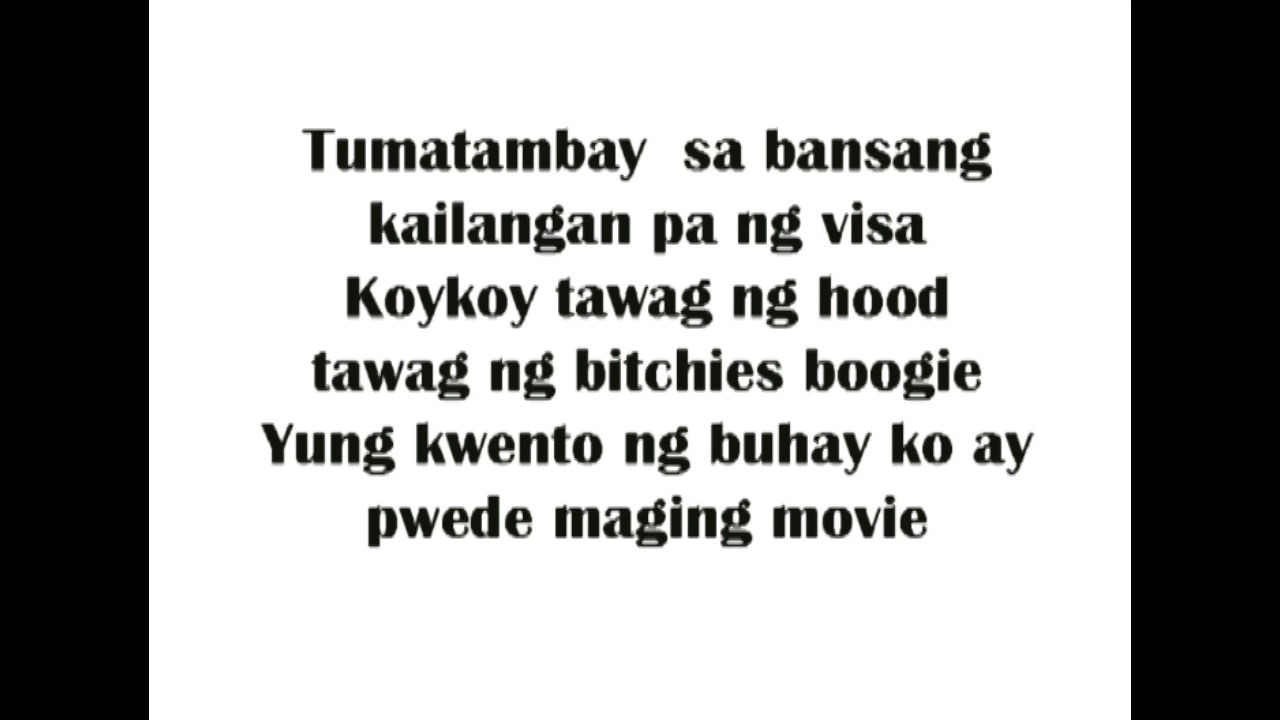 Tumatambay sa bansang
kailangan pa ng visa
Koykoy tawag ng hood
tawag ng bitchies boogie
Yung kwento ng buhay ko ay
pwede maging movie